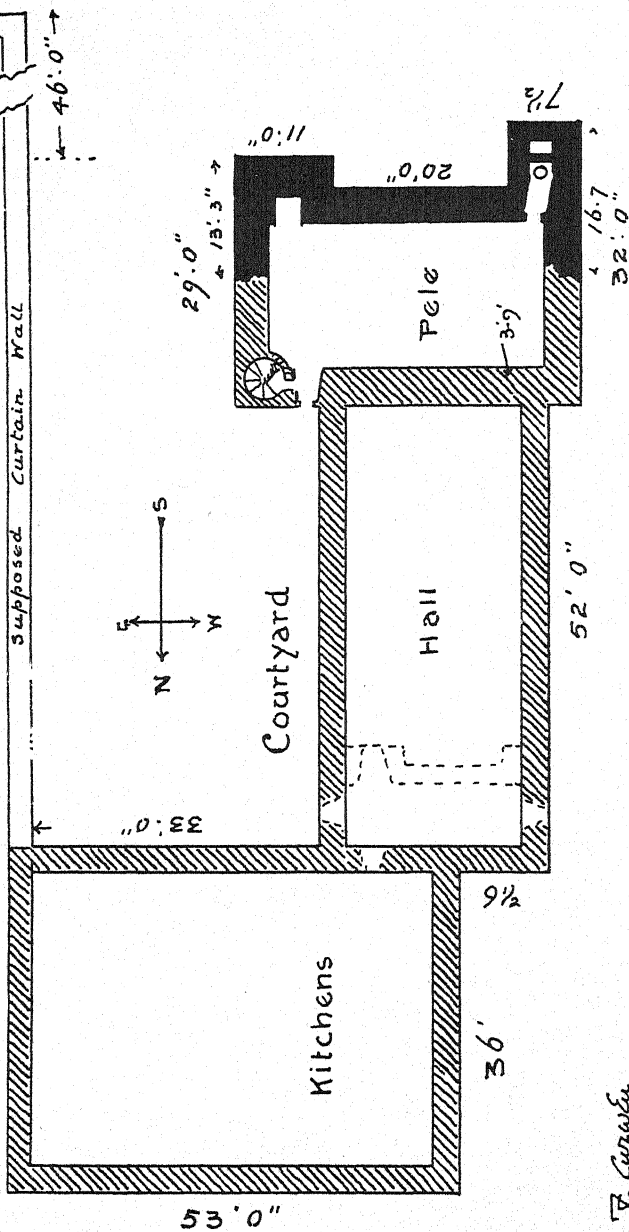 ← 46'.0" →
supposed Curtain Wall
11'.0"
7½
29'.0"
← 13'.3" →
20'.0"
16.7
32'.0"
Pele
3.9'
N
S
E
W
Courtyard
Hall
52' 0"
33'.0"
9½
Kitchens
36'
53'0"
Curwen